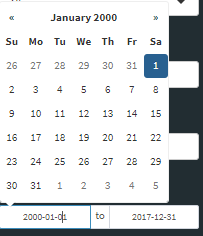 « January 2000 »
Su Mo Tu We Th Fr Sa
26 27 28 29 30 31 1
2 3 4 5 6 7 8
9 10 11 12 13 14 15
16 17 18 19 20 21 22
23 24 25 26 27 28 29
30 31 1 2 3 4 5
2000-01-01 to 2017-12-31